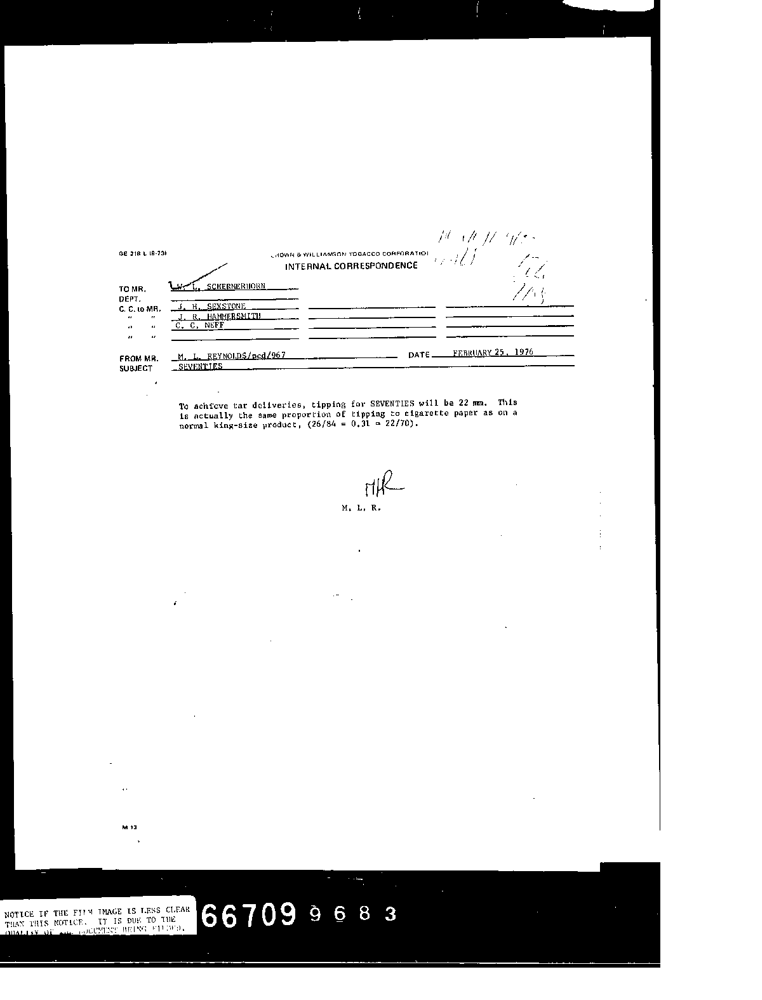 GE 218 L (8-73)
BROWN & WILLIAMSON TOBACCO CORPORATION
INTERNAL CORRESPONDENCE
TO MR. W. L. SCHERMERHORN
DEPT.
C. C. to MR. J. H. SEXSTONE
" " J. R. HAMMERSMITH
" " C. C. NEFF
" "
FROM MR. M. L. REYNOLDS/pcd/967 DATE FEBRUARY 25, 1976
SUBJECT SEVENTIES
To achieve tar deliveries, tipping for SEVENTIES will be 22 mm. This
is actually the same proportion of tipping to cigarette paper as on a
normal king-size product, (26/84 = 0.31 = 22/70).
M. L. R.
M 13
NOTICE IF THE FILM IMAGE IS LESS CLEAR
THAN THIS NOTICE, IT IS DUE TO THE
QUALITY OF DOCUMENT BEING FILMED.
66709 9683